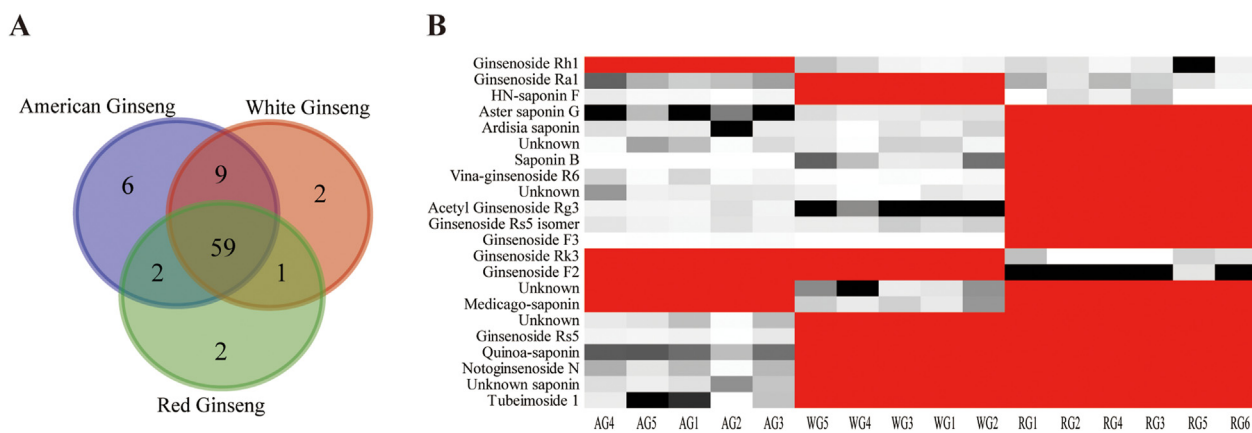 A
American Ginseng
White Ginseng
6
9
2
59
2
1
2
Red Ginseng
B
Ginsenoside Rh1
Ginsenoside Ra1
HN-saponin F
Aster saponin G
Ardisia saponin
Unknown
Saponin B
Vina-ginsenoside R6
Unknown
Acetyl Ginsenoside Rg3
Ginsenoside Rs5 isomer
Ginsenoside F3
Ginsenoside Rk3
Ginsenoside F2
Unknown
Medicago-saponin
Unknown
Ginsenoside Rs5
Quinoa-saponin
Notoginsenoside N
Unknown saponin
Tubeimoside 1
AG4 AG5 AG1 AG2 AG3 WG5 WG4 WG3 WG1 WG2 RG1 RG2 RG4 RG3 RG5 RG6